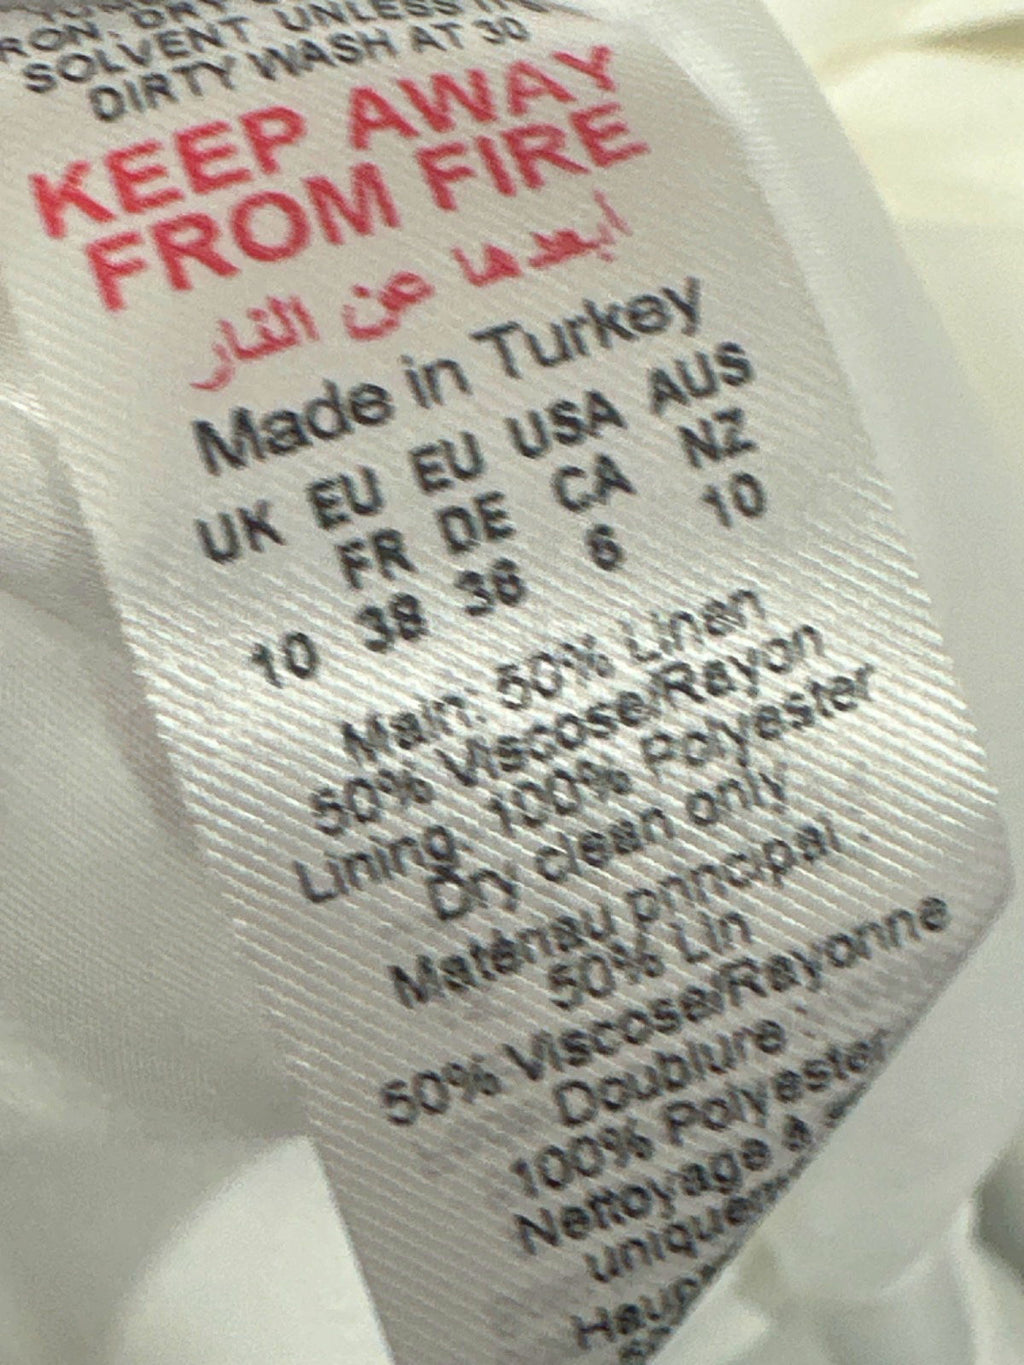 RON, DRY
SOLVENT UNLESS
DIRTY WASH AT 30
KEEP AWAY
FROM FIRE
ابعدها عن النار
Made in Turkey
UK EU EU USA AUS
FR DE CA NZ
10 38 36 6 10
Main: 50% Linen
50% Viscose/Rayon
Lining: 100% Polyester
Dry clean only
Matériau principal :
50% Lin
50% Viscose/Rayonne
Doublure :
100% Polyester
Nettoyage à